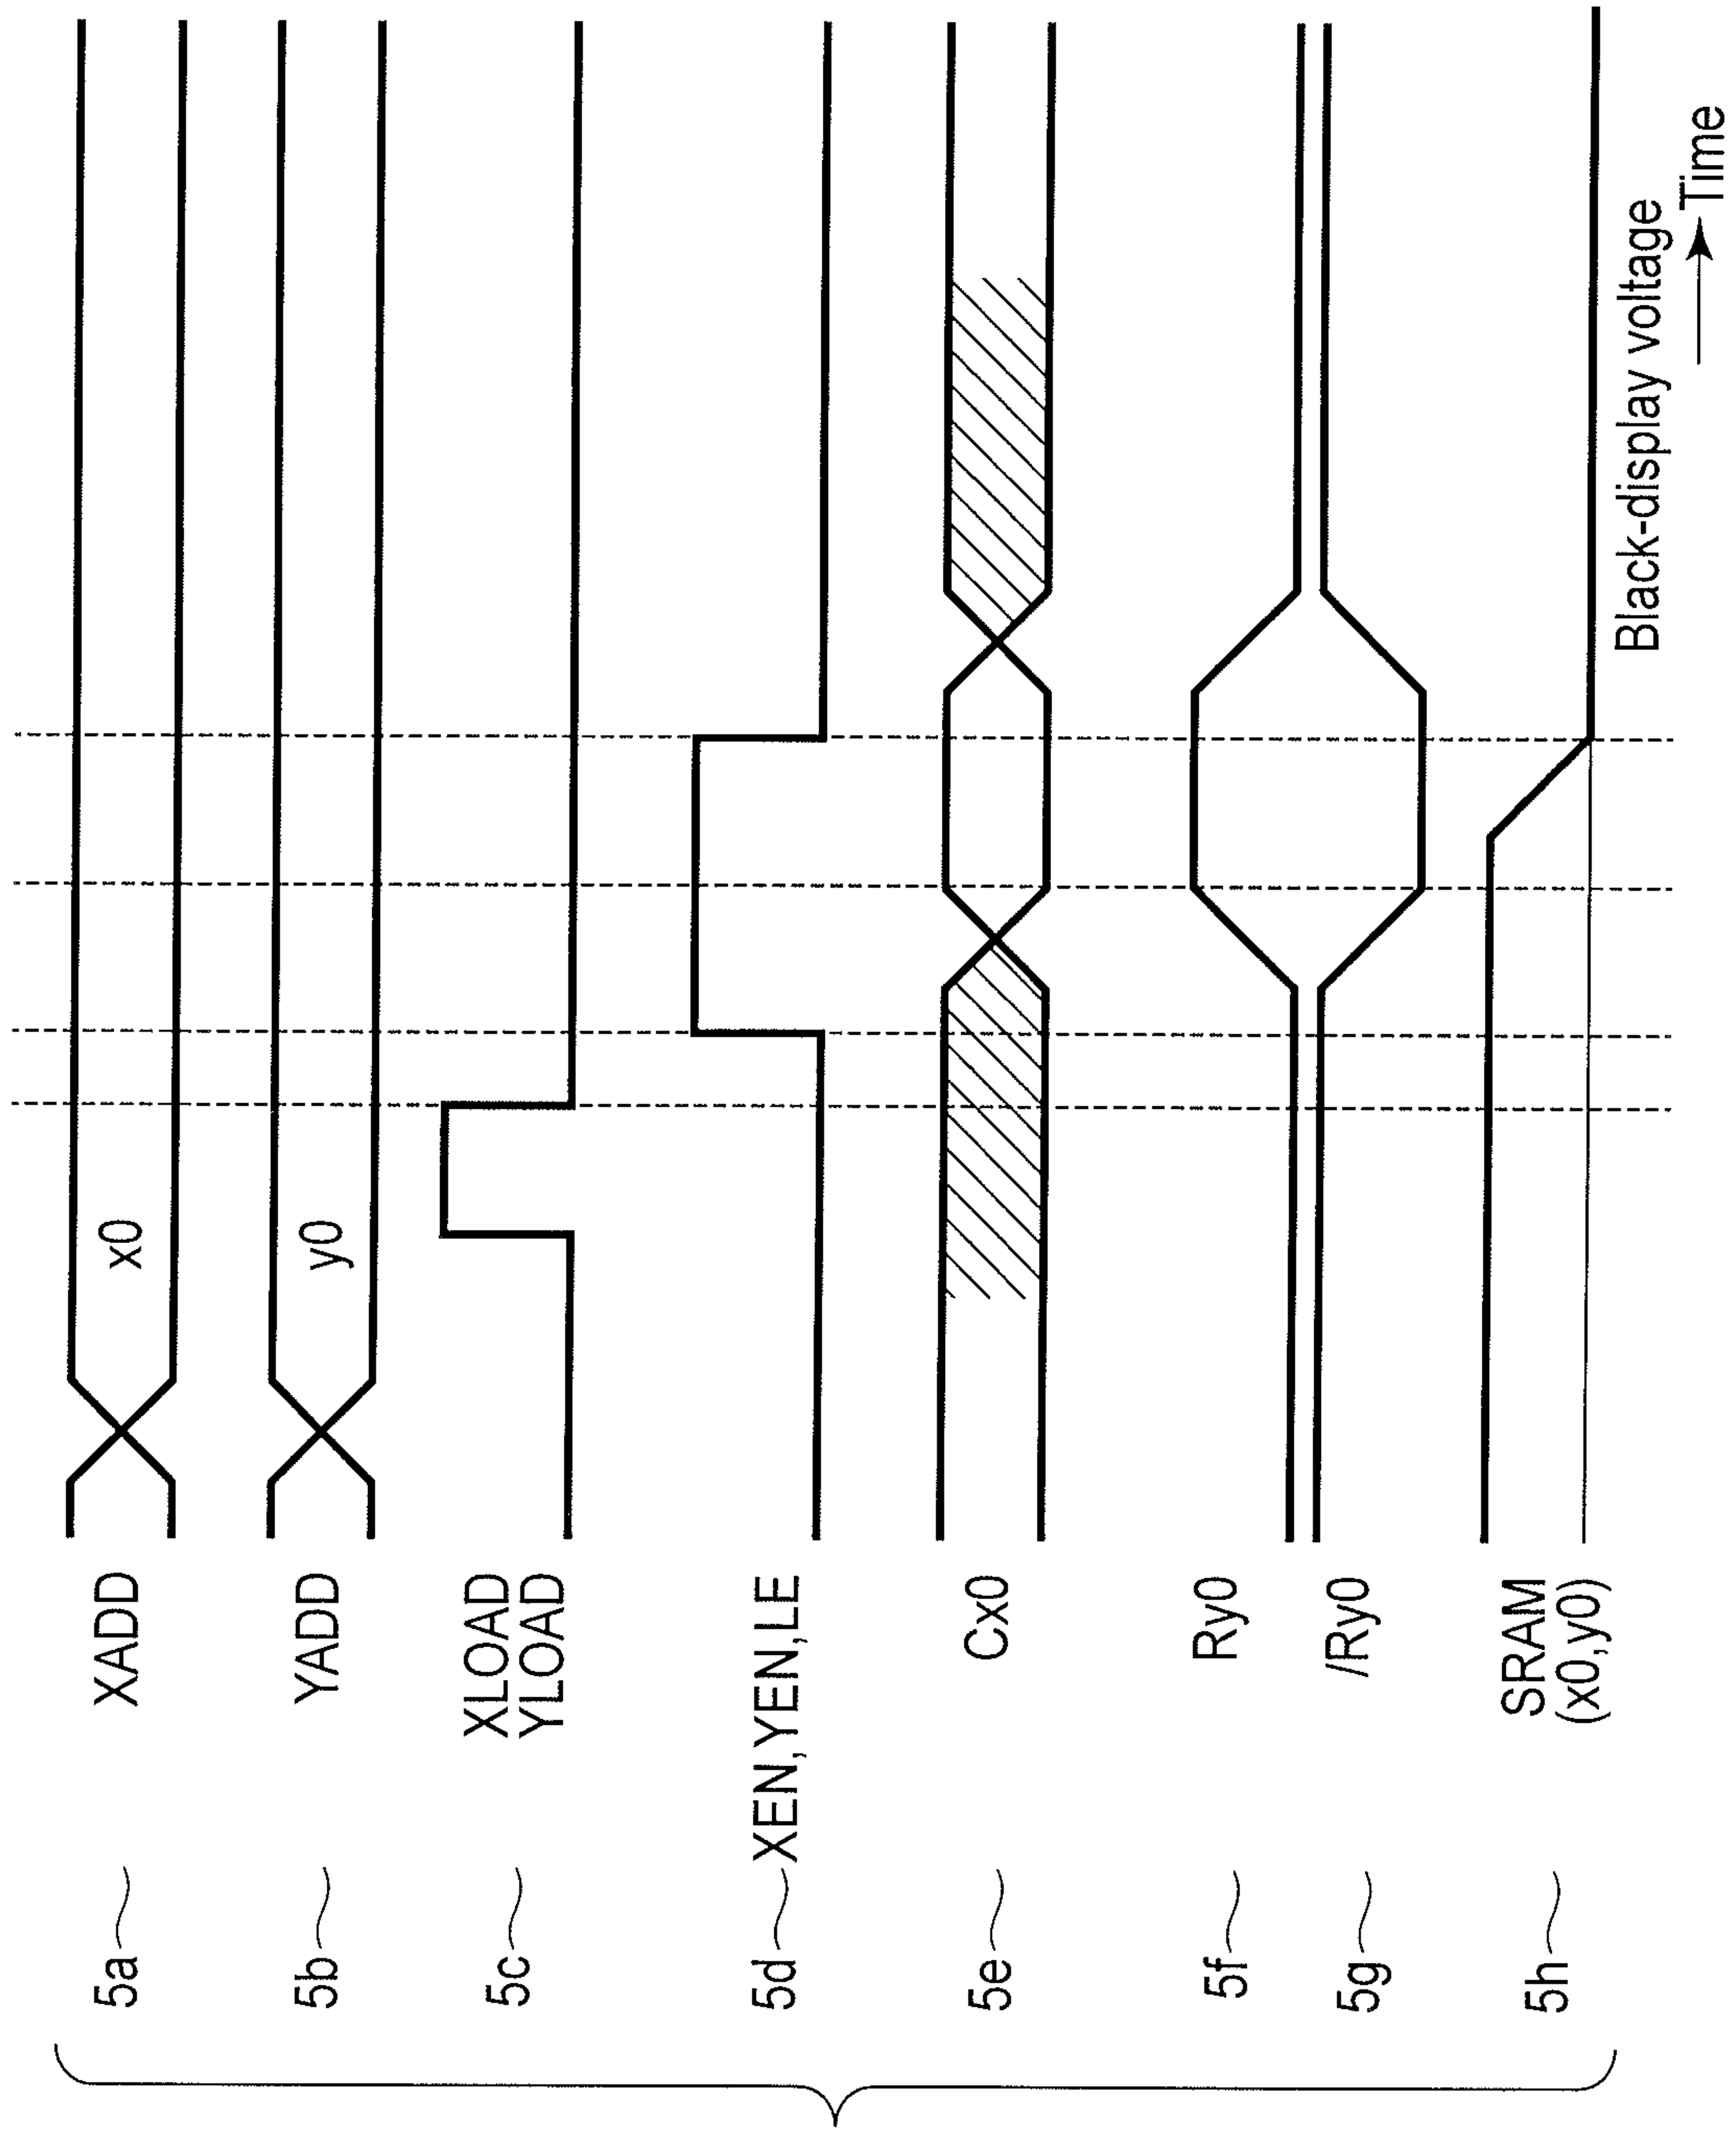 5a XADD x0
5b YADD y0
5c XLOAD
YLOAD
5d XEN,YEN,LE
5e Cx0
5f Ry0
5g /Ry0
5h SRAM
(x0,y0)
Black-display voltage
Time